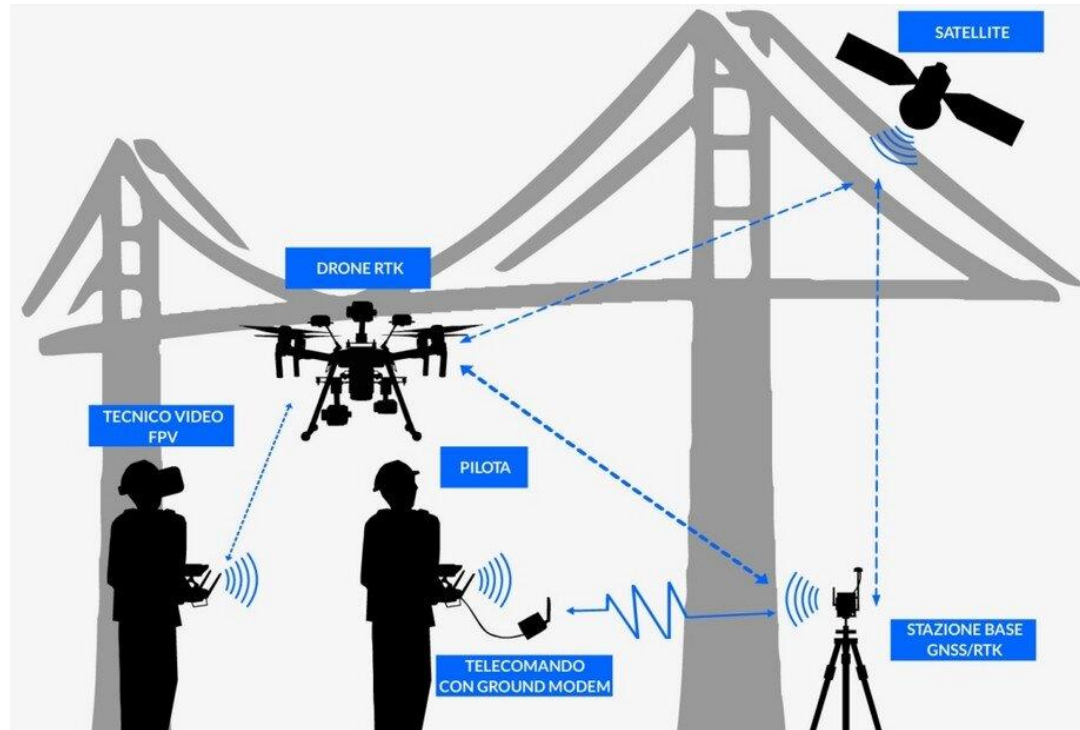 SATELLITE
DRONE RTK
TECNICO VIDEO
FPV
PILOTA
TELECOMANDO
CON GROUND MODEM
STAZIONE BASE
GNSS/RTK